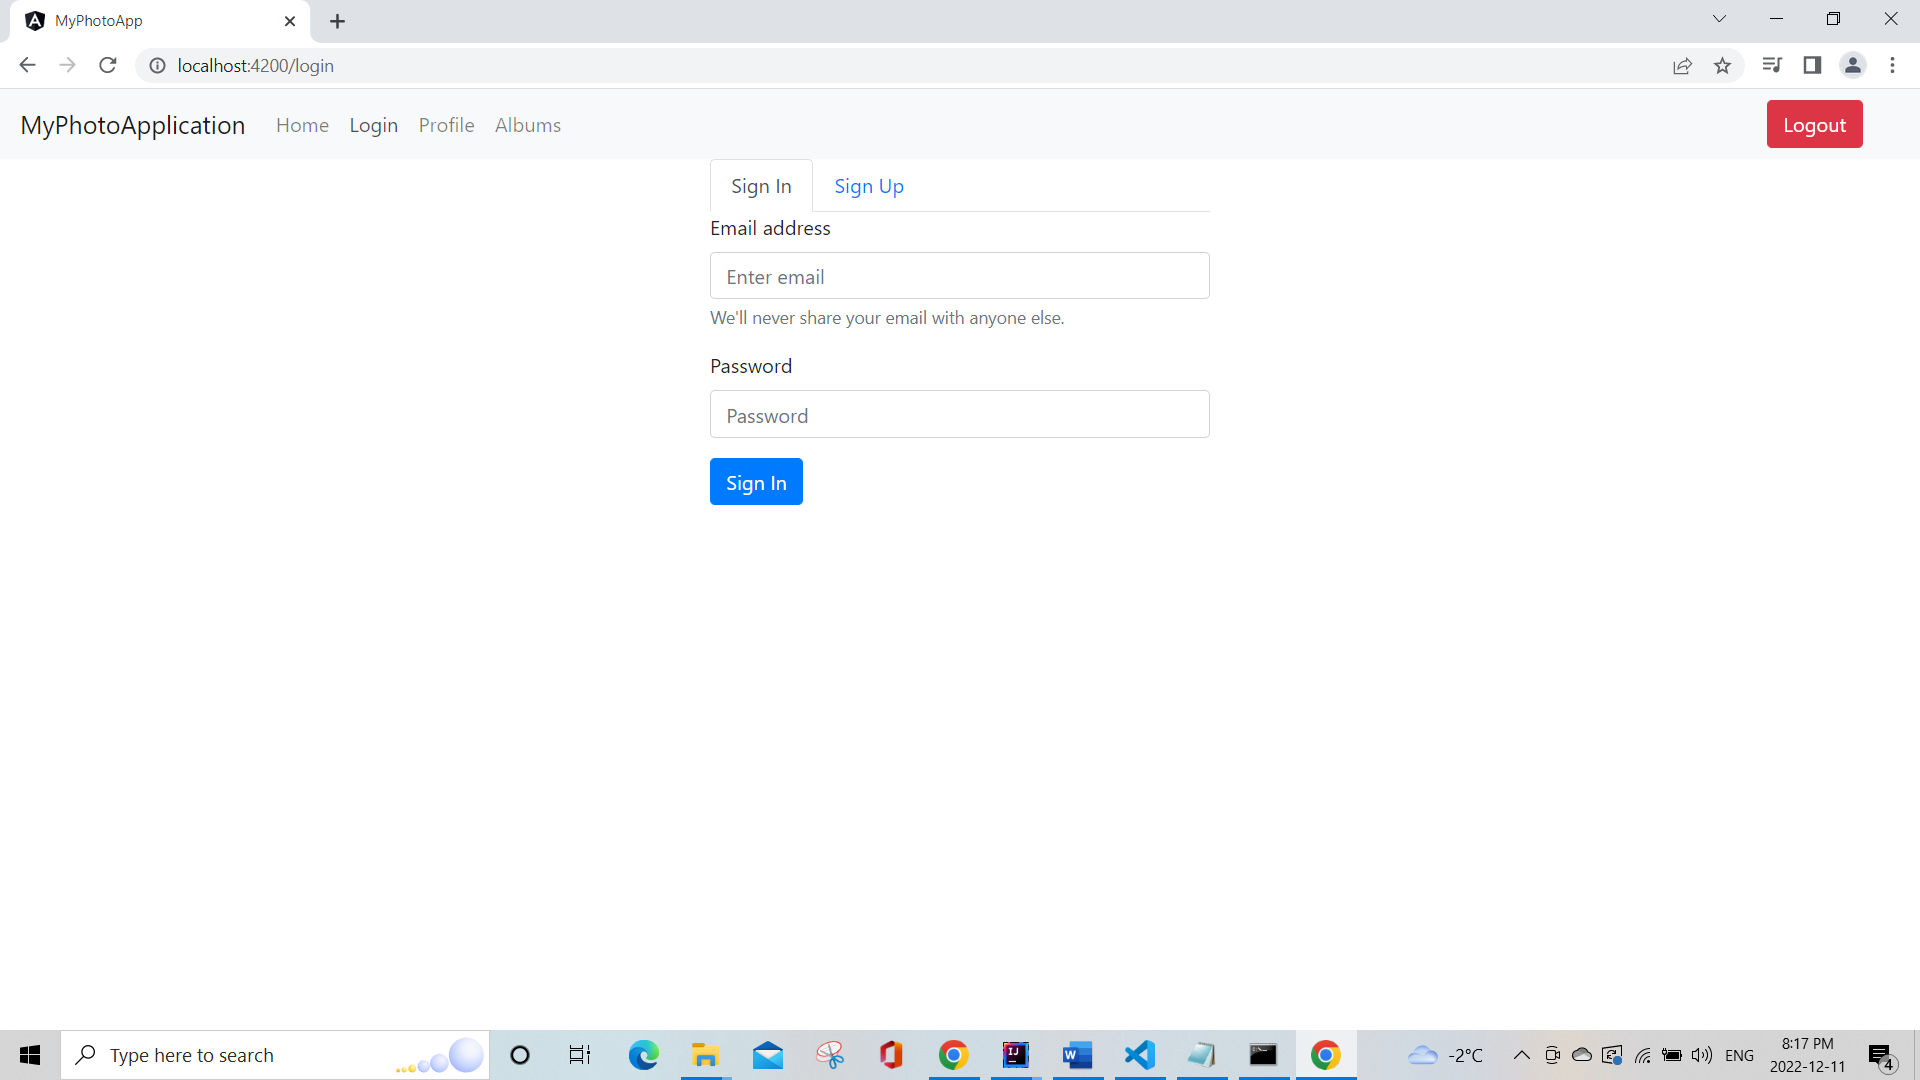 MyPhotoApp
localhost:4200/login
MyPhotoApplication Home Login Profile Albums Logout
Sign In Sign Up
Email address
Enter email
We'll never share your email with anyone else.
Password
Password
Sign In
Type here to search
-2°C
ENG
8:17 PM
2022-12-11
4